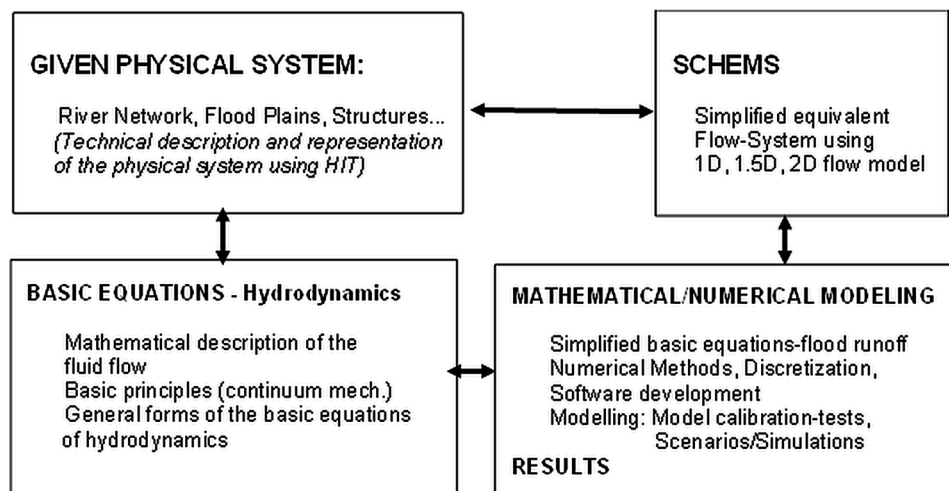 GIVEN PHYSICAL SYSTEM:
River Network, Flood Plains, Structures...
(Technical description and representation
of the physical system using HIT)
SCHEMS
Simplified equivalent
Flow-System using
1D, 1.5D, 2D flow model
BASIC EQUATIONS - Hydrodynamics
Mathematical description of the
fluid flow
Basic principles (continuum mech.)
General forms of the basic equations
of hydrodynamics
MATHEMATICAL/NUMERICAL MODELING
Simplified basic equations-flood runoff
Numerical Methods, Discretization,
Software development
Modelling: Model calibration-tests,
Scenarios/Simulations
RESULTS